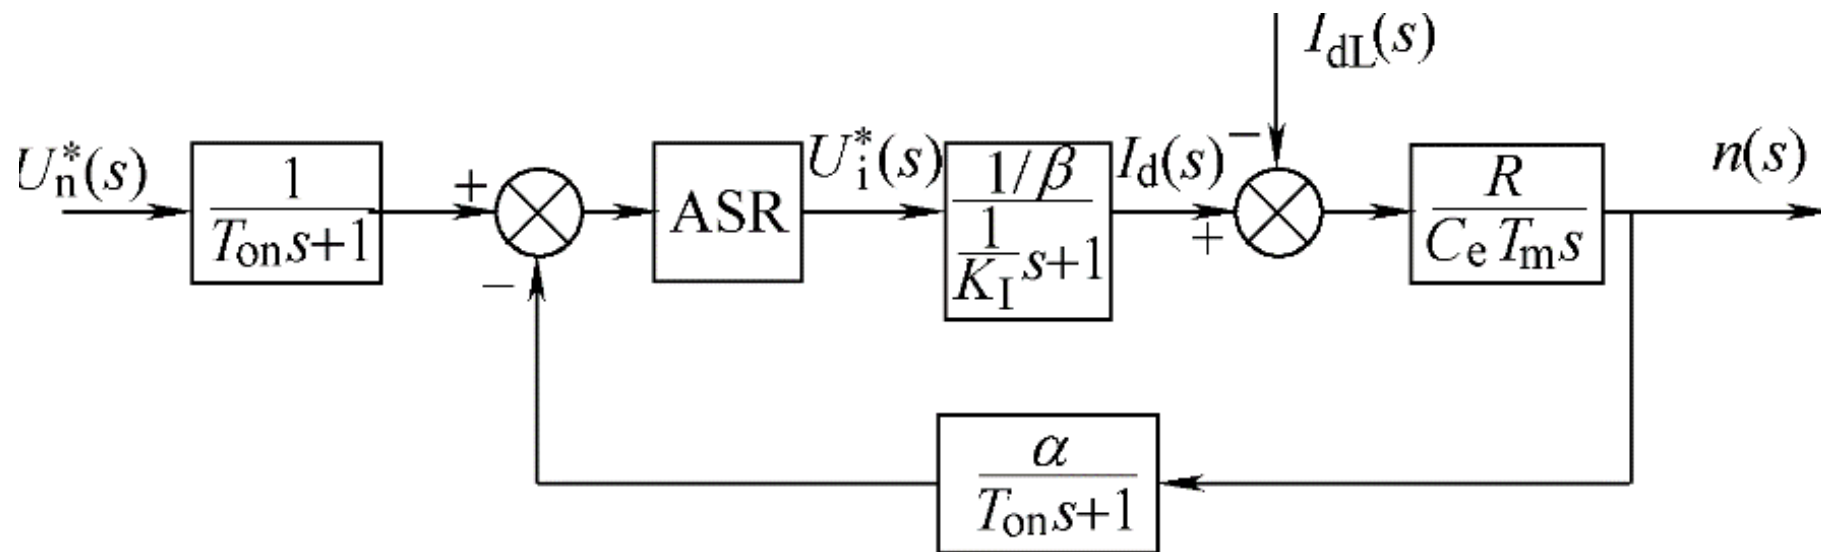 I_dL(s)
U_n^*(s)
1
T_on s+1
+
−
ASR
U_i^*(s)
1/β
1
K_I
s+1
I_d(s)
−
+
R
C_e T_m s
n(s)
α
T_on s+1